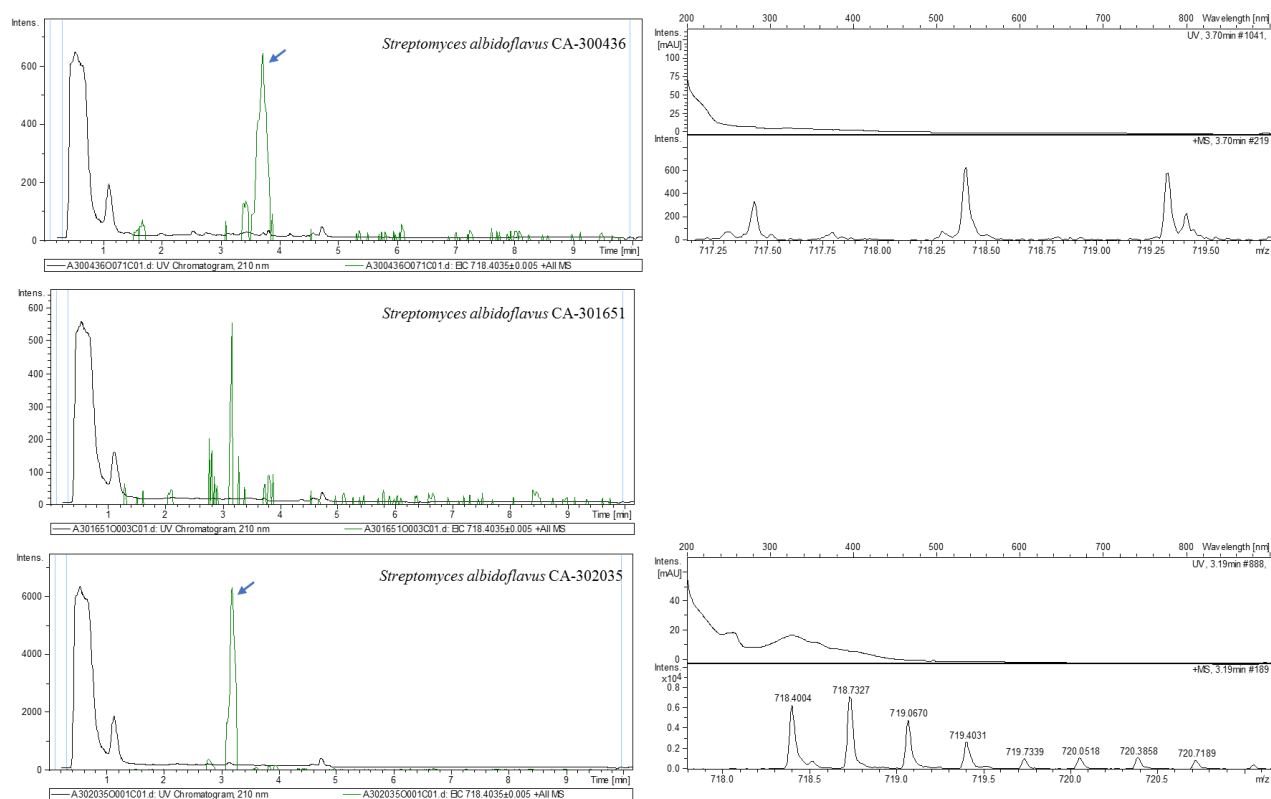 Intens.
Streptomyces albidoflavus CA-300436
600
400
200
0
1 2 3 4 5 6 7 8 9 Time [min]
A300436O071C01.d: UV Chromatogram, 210 nm A300436O071C01.d: EIC 718.4035±0.005 +All MS
200 300 400 500 600 700 800 Wavelength [nm]
Intens.
[mAU]
UV, 3.70min #1041,
100
75
50
25
0
Intens.
+MS, 3.70min #219
600
400
200
0
717.25 717.50 717.75 718.00 718.25 718.50 718.75 719.00 719.25 719.50 m/z
Intens.
Streptomyces albidoflavus CA-301651
600
500
400
300
200
100
0
1 2 3 4 5 6 7 8 9 Time [min]
A301651O003C01.d: UV Chromatogram, 210 nm A301651O003C01.d: EIC 718.4035±0.005 +All MS
Intens.
Streptomyces albidoflavus CA-302035
6000
4000
2000
0
1 2 3 4 5 6 7 8 9 Time [min]
A302035O001C01.d: UV Chromatogram, 210 nm A302035O001C01.d: EIC 718.4035±0.005 +All MS
200 300 400 500 600 700 800 Wavelength [nm]
Intens.
[mAU]
UV, 3.19min #888,
40
20
0
Intens.
x10⁴
+MS, 3.19min #189
0.8
0.6
0.4
0.2
0.0
718.4004 718.7327 719.0670 719.4031 719.7339 720.0518 720.3858 720.7189
718.0 718.5 719.0 719.5 720.0 720.5 m/z